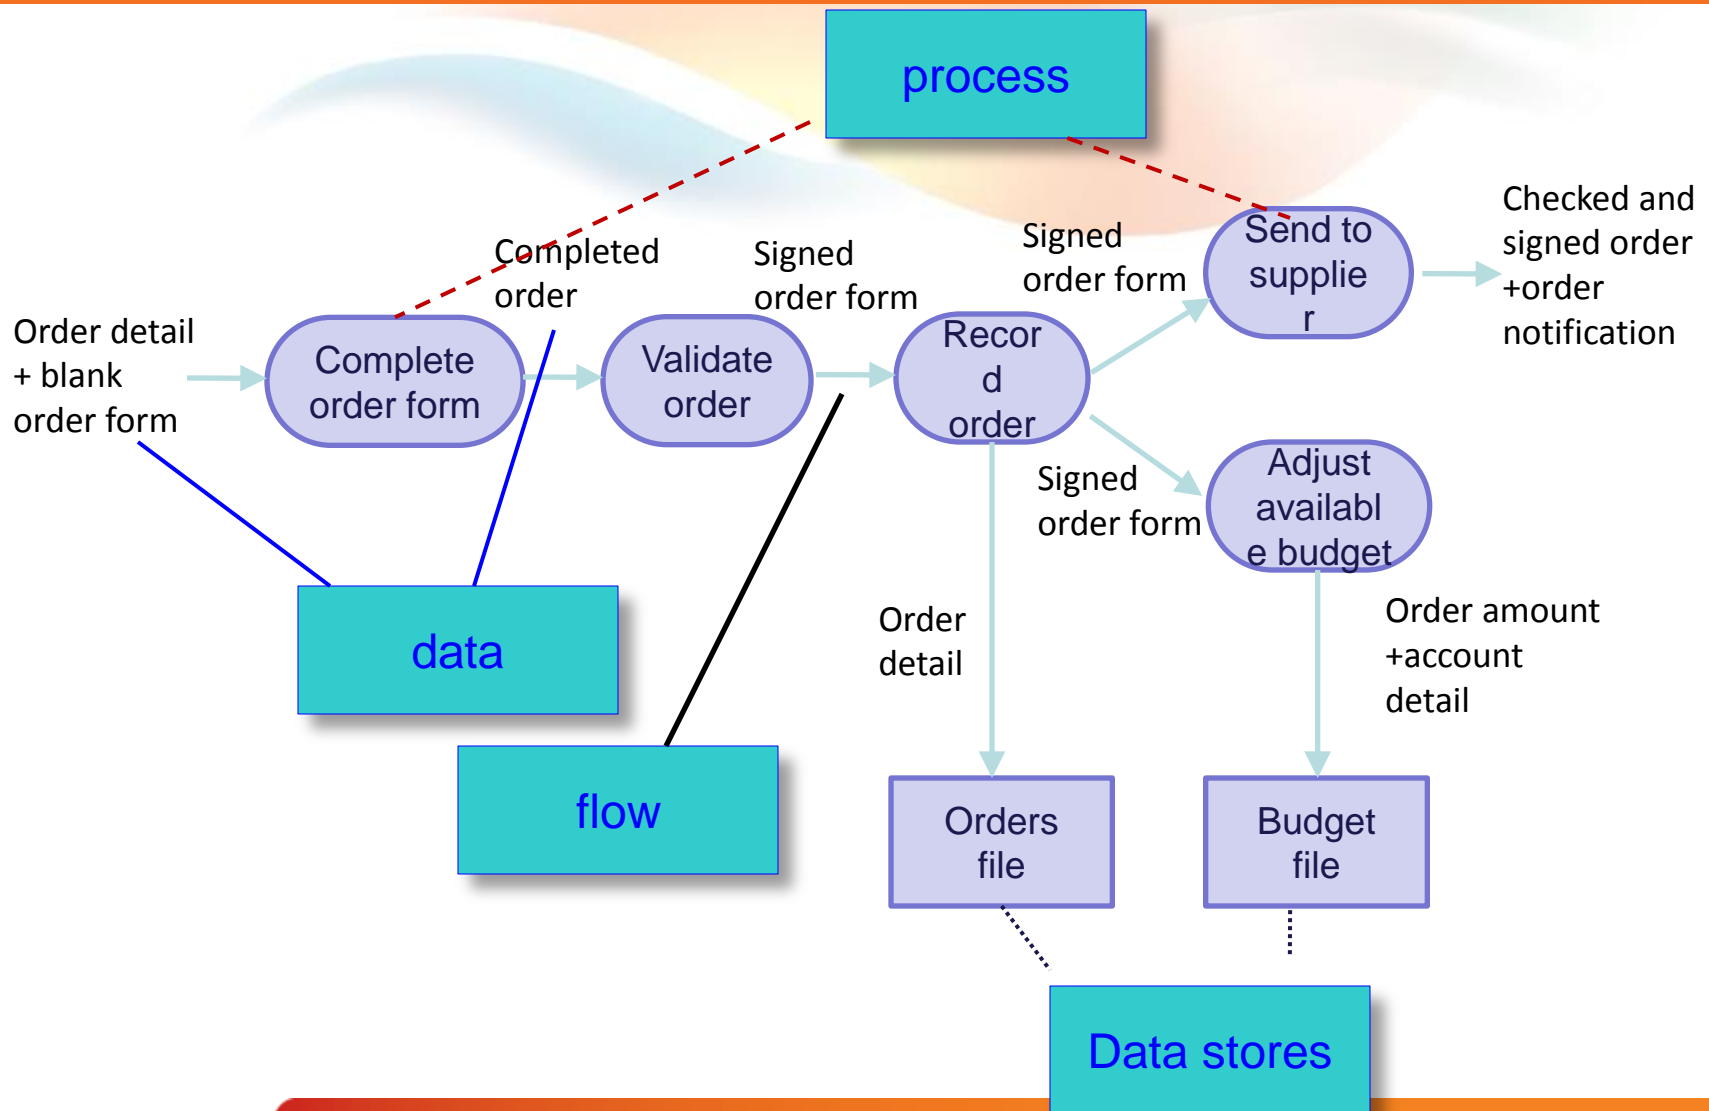 process
Checked and
signed order
+order
notification
Send to
supplie
r
Signed
order form
Completed
order
Signed
order form
Order detail
+ blank
order form
Complete
order form
Validate
order
Recor
d
order
Signed
order form
Adjust
availabl
e budget
data
Order
detail
Order amount
+account
detail
flow
Orders
file
Budget
file
Data stores